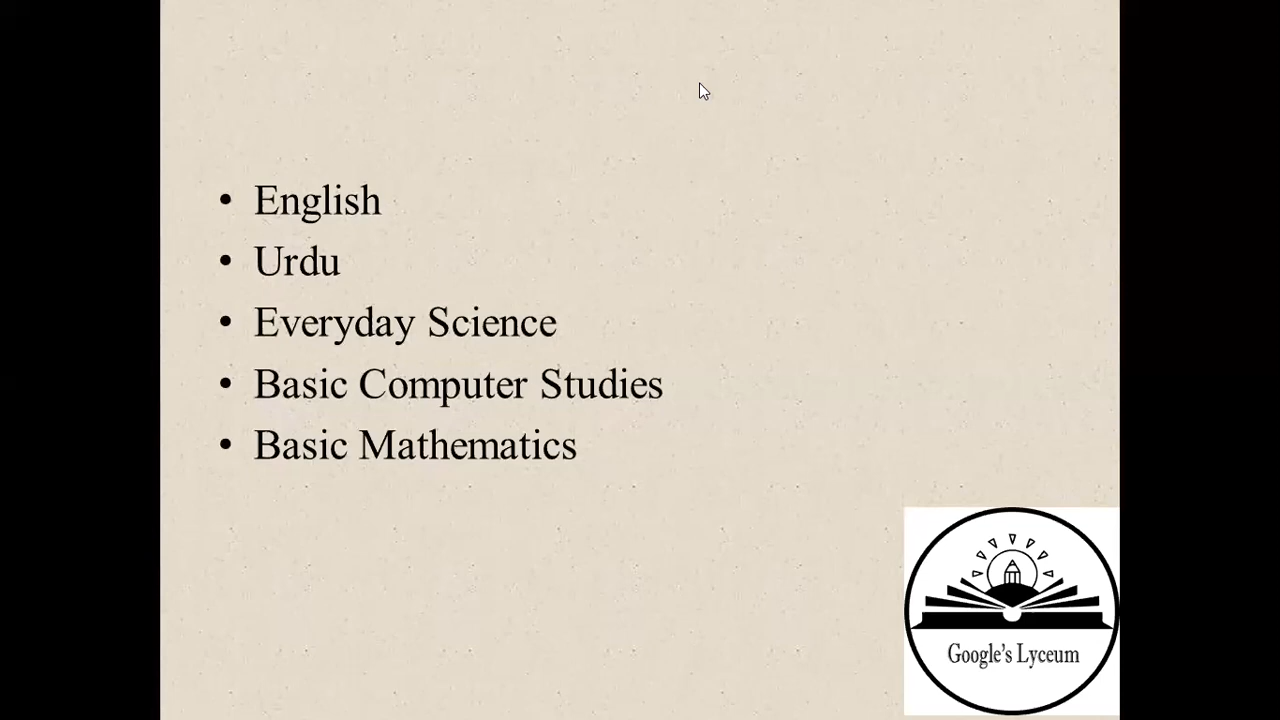 • English
• Urdu
• Everyday Science
• Basic Computer Studies
• Basic Mathematics
Google's Lyceum